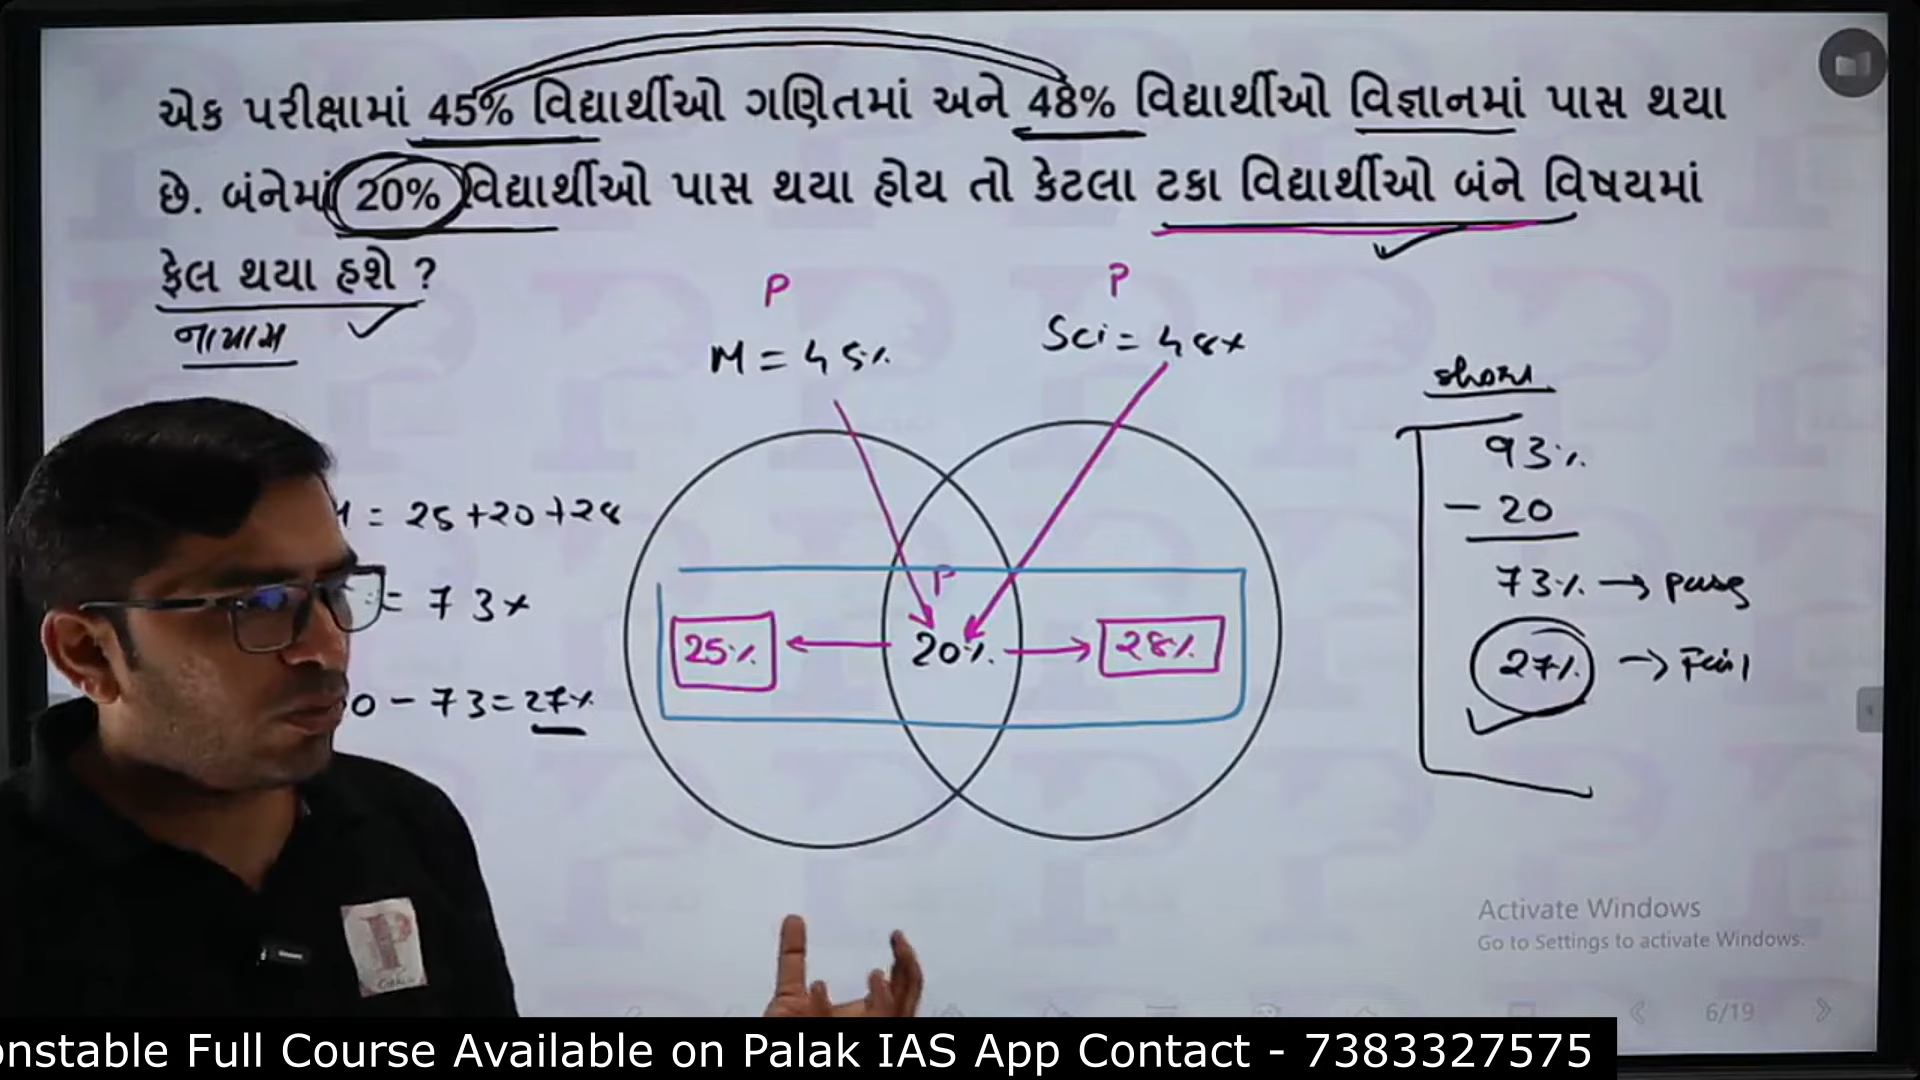 એક પરીક્ષામાં 45% વિદ્યાર્થીઓ ગણિતમાં અને 48% વિદ્યાર્થીઓ વિજ્ઞાનમાં પાસ થયા
છે. બંનેમાં 20% વિદ્યાર્થીઓ પાસ થયા હોય તો કેટલા ટકા વિદ્યાર્થીઓ બંને વિષયમાં
ફેલ થયા હશે ?
નાપાસ
P
P
M = 45%
Sci = 48%
short
93%
- 20
73% → pass
27% → Fail
= 25+20+28
= 73%
0 - 73 = 27%
P
25% ← 20% → 28%
Activate Windows
Go to Settings to activate Windows.
6/19
onstable Full Course Available on Palak IAS App Contact - 7383327575